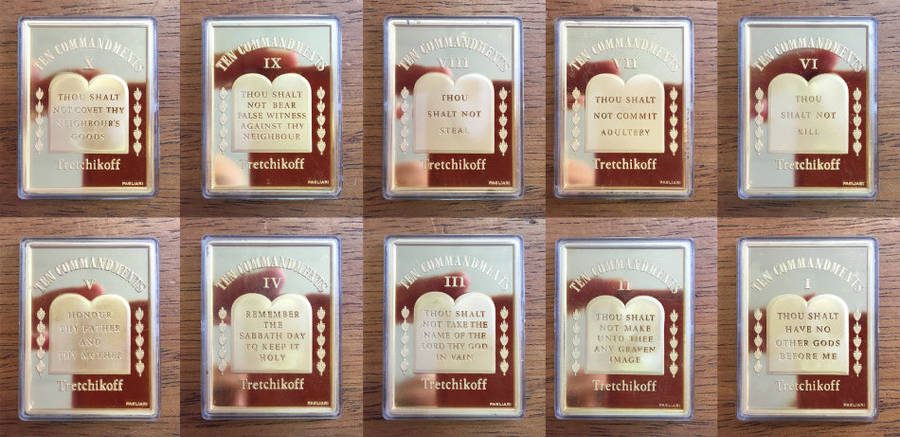 TEN COMMANDMENTS
X
THOU SHALT
NOT COVET THY
NEIGHBOUR'S
GOODS
Tretchikoff
PAGLIARI
TEN COMMANDMENTS
IX
THOU SHALT
NOT BEAR
FALSE WITNESS
AGAINST THY
NEIGHBOUR
Tretchikoff
PAGLIARI
TEN COMMANDMENTS
VIII
THOU
SHALT NOT
STEAL
Tretchikoff
PAGLIARI
TEN COMMANDMENTS
VII
THOU SHALT
NOT COMMIT
ADULTERY
Tretchikoff
PAGLIARI
TEN COMMANDMENTS
VI
THOU
SHALT NOT
KILL
Tretchikoff
PAGLIARI
TEN COMMANDMENTS
V
HONOUR
THY FATHER
AND
THY MOTHER
Tretchikoff
PAGLIARI
TEN COMMANDMENTS
IV
REMEMBER
THE
SABBATH DAY
TO KEEP IT
HOLY
Tretchikoff
PAGLIARI
TEN COMMANDMENTS
III
THOU SHALT
NOT TAKE THE
NAME OF THE
LORD THY GOD
IN VAIN
Tretchikoff
PAGLIARI
TEN COMMANDMENTS
II
THOU SHALT
NOT MAKE
UNTO THEE
ANY GRAVEN
IMAGE
Tretchikoff
PAGLIARI
TEN COMMANDMENTS
I
THOU SHALT
HAVE NO
OTHER GODS
BEFORE ME
Tretchikoff
PAGLIARI